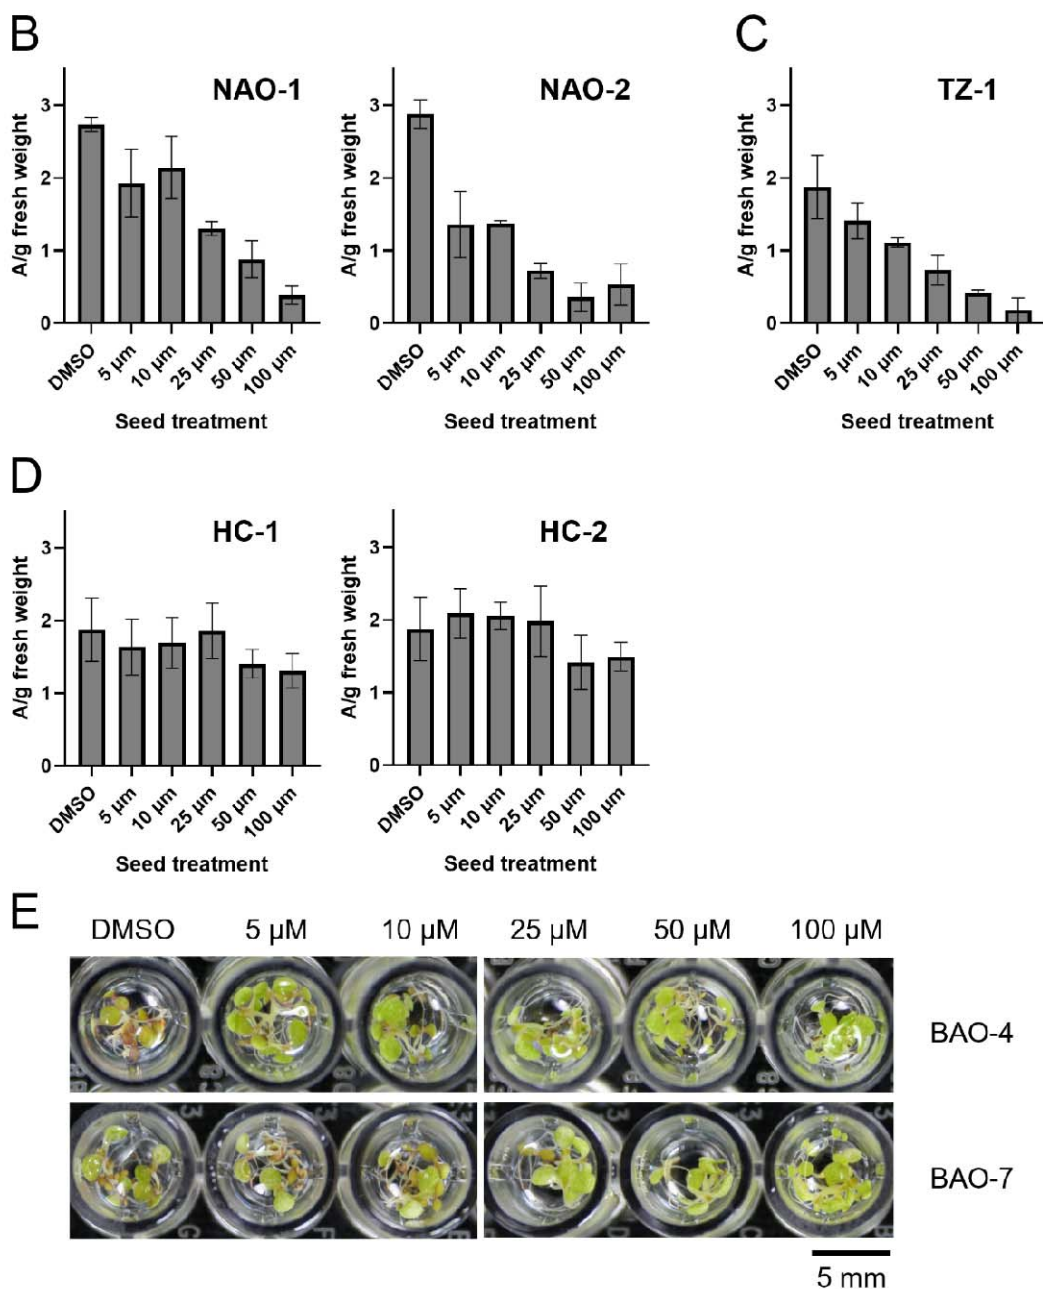 B
C
NAO-1
NAO-2
TZ-1
A/g fresh weight
3
2
1
0
DMSO
5 µm
10 µm
25 µm
50 µm
100 µm
Seed treatment
A/g fresh weight
3
2
1
0
DMSO
5 µm
10 µm
25 µm
50 µm
100 µm
Seed treatment
A/g fresh weight
3
2
1
0
DMSO
5 µm
10 µm
25 µm
50 µm
100 µm
Seed treatment
D
HC-1
HC-2
A/g fresh weight
3
2
1
0
DMSO
5 µm
10 µm
25 µm
50 µm
100 µm
Seed treatment
A/g fresh weight
3
2
1
0
DMSO
5 µm
10 µm
25 µm
50 µm
100 µm
Seed treatment
E
DMSO 5 µM 10 µM 25 µM 50 µM 100 µM
BAO-4
BAO-7
5 mm